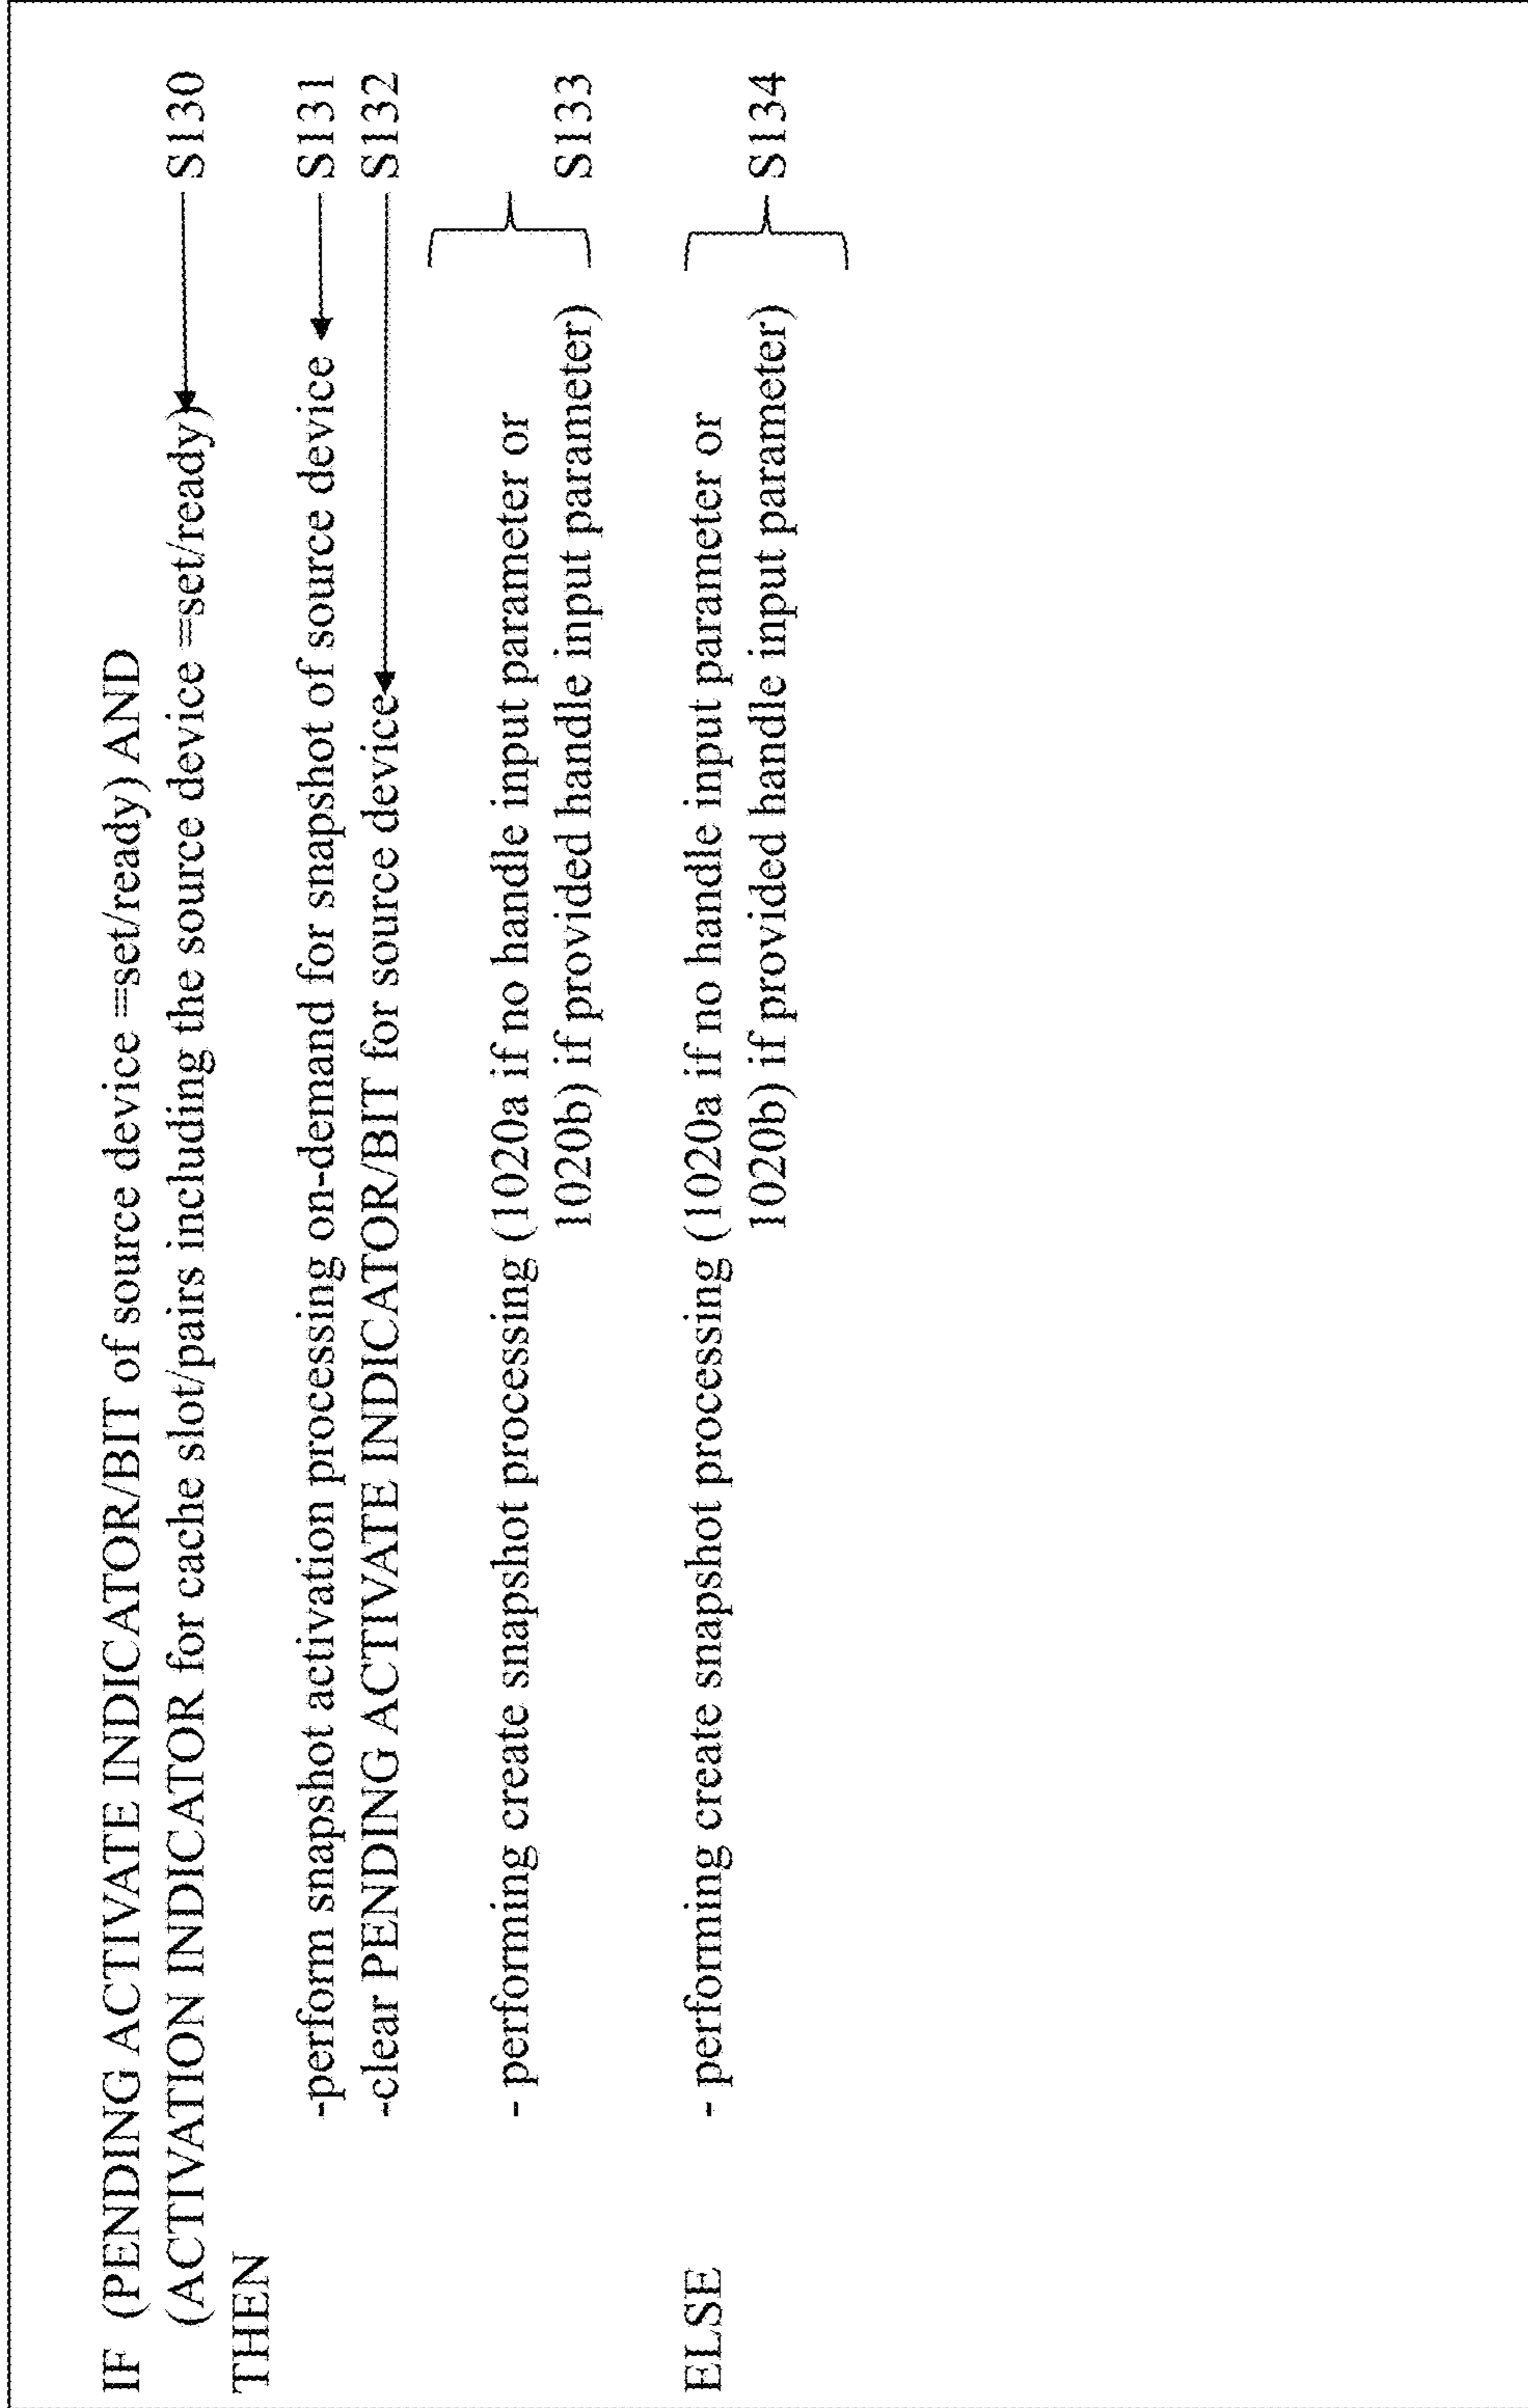 IF (PENDING ACTIVATE INDICATOR/BIT of source device =set/ready) AND
(ACTIVATION INDICATOR for cache slot/pairs including the source device =set/ready) S130
THEN
-perform snapshot activation processing on-demand for snapshot of source device S131
-clear PENDING ACTIVATE INDICATOR/BIT for source device S132
- performing create snapshot processing (1020a if no handle input parameter or
1020b) if provided handle input parameter) S133
ELSE
- performing create snapshot processing (1020a if no handle input parameter or
1020b) if provided handle input parameter) S134